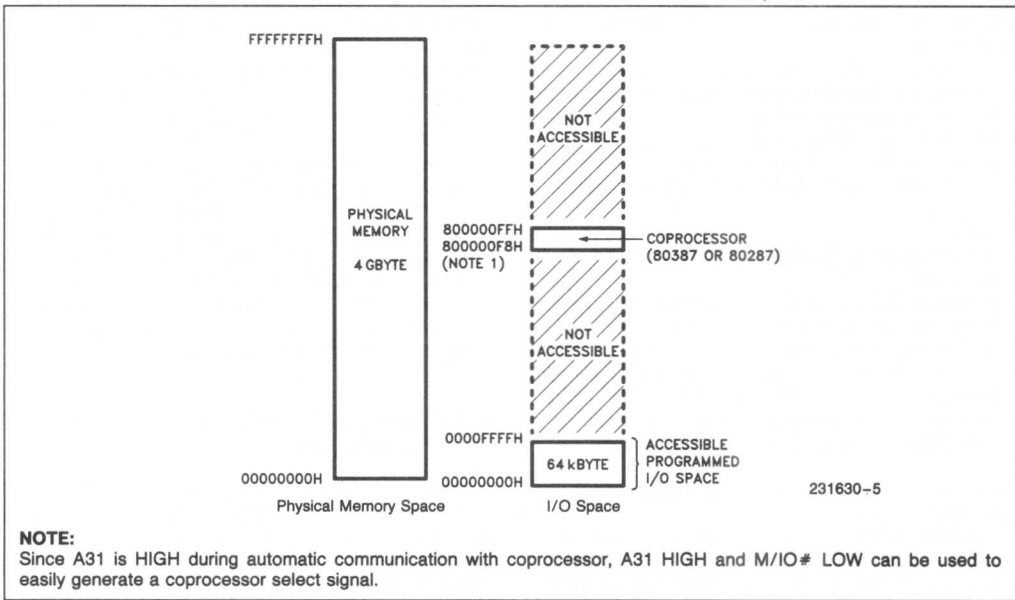 FFFFFFFFH
PHYSICAL
MEMORY
4 GBYTE
00000000H
Physical Memory Space
NOT
ACCESSIBLE
800000FFH
800000F8H
(NOTE 1)
COPROCESSOR
(80387 OR 80287)
NOT
ACCESSIBLE
0000FFFFH
64 kBYTE
00000000H
ACCESSIBLE
PROGRAMMED
I/O SPACE
I/O Space
231630-5
NOTE:
Since A31 is HIGH during automatic communication with coprocessor, A31 HIGH and M/IO# LOW can be used to
easily generate a coprocessor select signal.